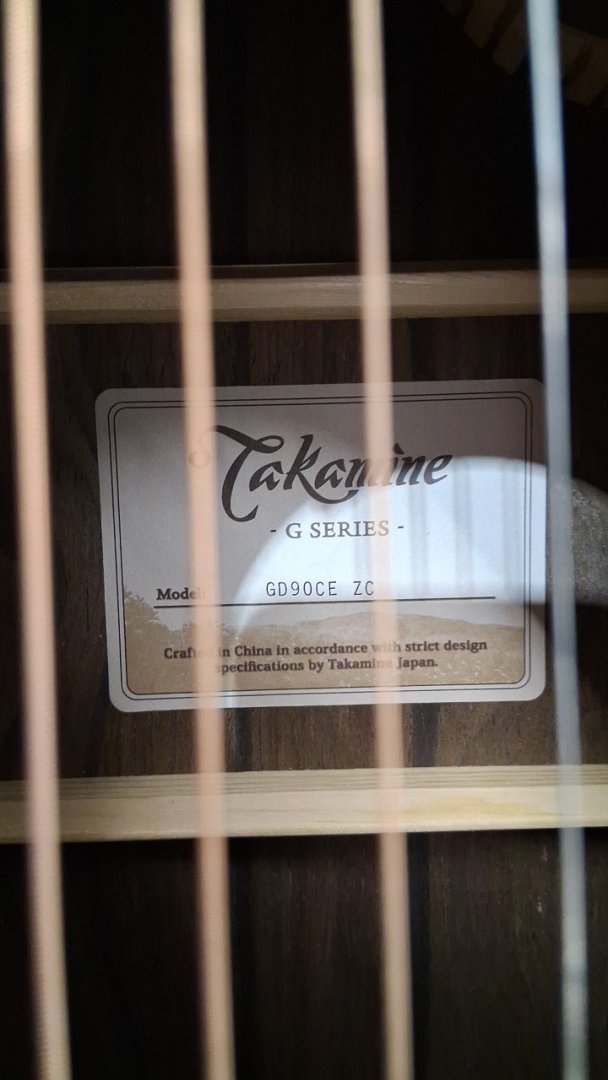 Takamine
- G SERIES -
Model: GD90CE ZC
Crafted in China in accordance with strict design
specifications by Takamine Japan.